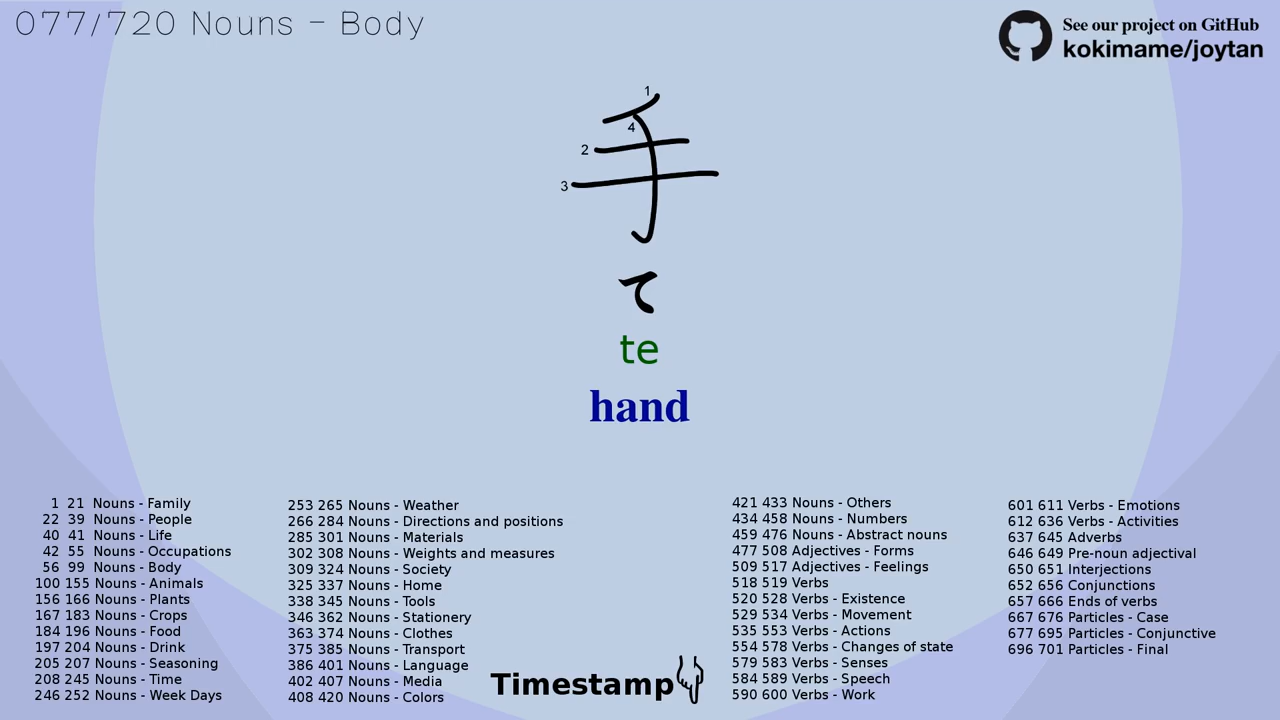 077/720 Nouns - Body
See our project on GitHub
kokimame/joytan
1
4
2
3
手
て
te
hand
1 21 Nouns - Family
22 39 Nouns - People
40 41 Nouns - Life
42 55 Nouns - Occupations
56 99 Nouns - Body
100 155 Nouns - Animals
156 166 Nouns - Plants
167 183 Nouns - Crops
184 196 Nouns - Food
197 204 Nouns - Drink
205 207 Nouns - Seasoning
208 245 Nouns - Time
246 252 Nouns - Week Days
253 265 Nouns - Weather
266 284 Nouns - Directions and positions
285 301 Nouns - Materials
302 308 Nouns - Weights and measures
309 324 Nouns - Society
325 337 Nouns - Home
338 345 Nouns - Tools
346 362 Nouns - Stationery
363 374 Nouns - Clothes
375 385 Nouns - Transport
386 401 Nouns - Language
402 407 Nouns - Media
408 420 Nouns - Colors
Timestamp
421 433 Nouns - Others
434 458 Nouns - Numbers
459 476 Nouns - Abstract nouns
477 508 Adjectives - Forms
509 517 Adjectives - Feelings
518 519 Verbs
520 528 Verbs - Existence
529 534 Verbs - Movement
535 553 Verbs - Actions
554 578 Verbs - Changes of state
579 583 Verbs - Senses
584 589 Verbs - Speech
590 600 Verbs - Work
601 611 Verbs - Emotions
612 636 Verbs - Activities
637 645 Adverbs
646 649 Pre-noun adjectival
650 651 Interjections
652 656 Conjunctions
657 666 Ends of verbs
667 676 Particles - Case
677 695 Particles - Conjunctive
696 701 Particles - Final